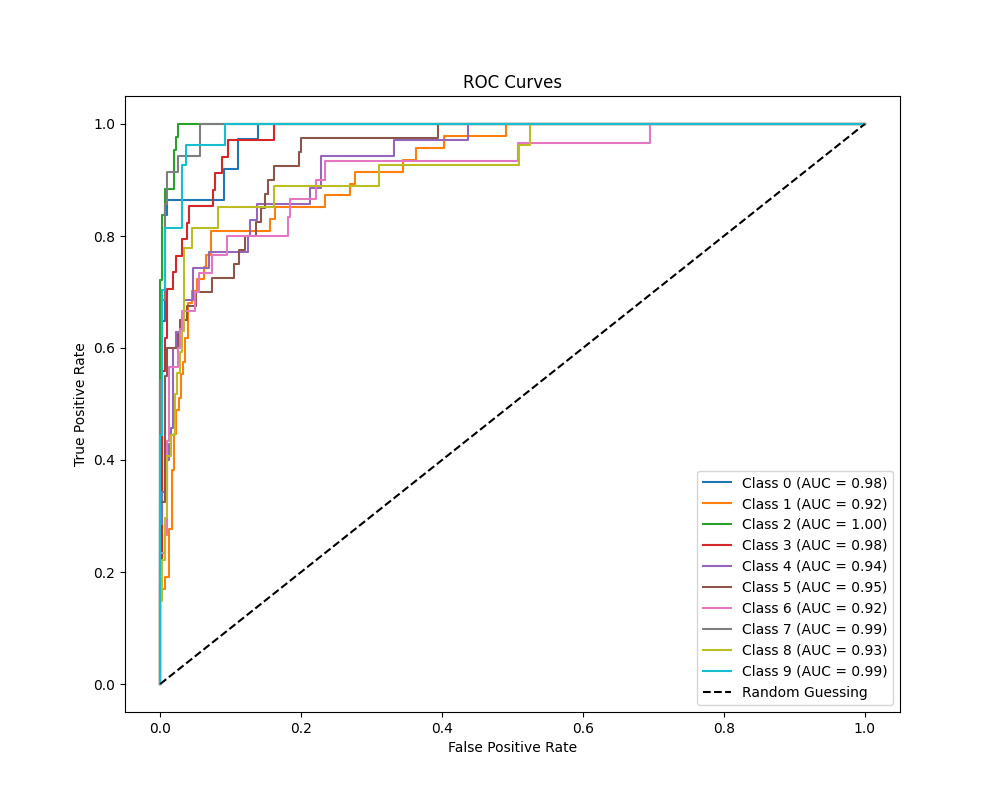 ROC Curves
1.0
0.8
0.6
0.4
0.2
0.0
True Positive Rate
0.0 0.2 0.4 0.6 0.8 1.0
False Positive Rate
Class 0 (AUC = 0.98)
Class 1 (AUC = 0.92)
Class 2 (AUC = 1.00)
Class 3 (AUC = 0.98)
Class 4 (AUC = 0.94)
Class 5 (AUC = 0.95)
Class 6 (AUC = 0.92)
Class 7 (AUC = 0.99)
Class 8 (AUC = 0.93)
Class 9 (AUC = 0.99)
Random Guessing